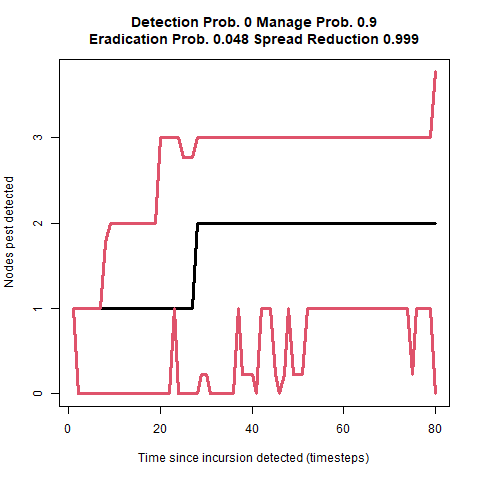 Detection Prob. 0 Manage Prob. 0.9
Eradication Prob. 0.048 Spread Reduction 0.999
Nodes pest detected
3
2
1
0
0
20
40
60
80
Time since incursion detected (timesteps)